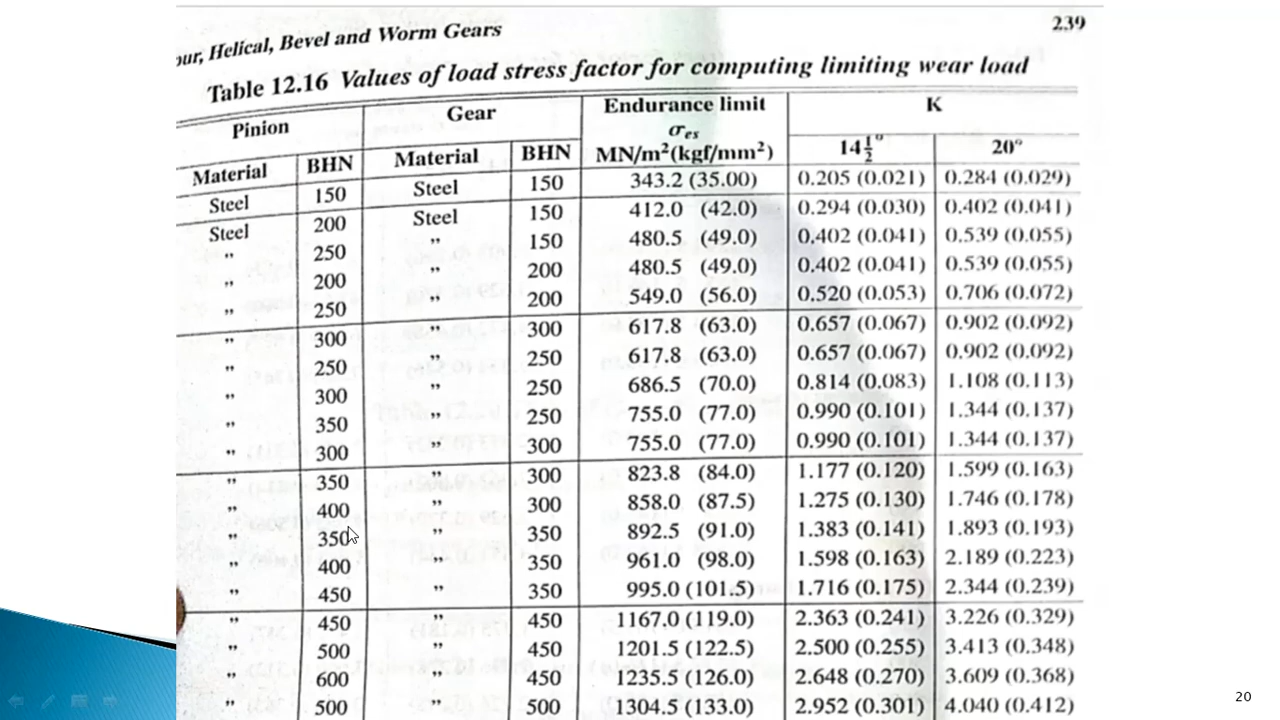 ur, Helical, Bevel and Worm Gears 239
Table 12.16 Values of load stress factor for computing limiting wear load
Pinion Gear Endurance limit K
σes
Material BHN Material BHN MN/m²(kgf/mm²) 14½° 20°
Steel 150 Steel 150 343.2 (35.00) 0.205 (0.021) 0.284 (0.029)
Steel 200 Steel 150 412.0 (42.0) 0.294 (0.030) 0.402 (0.041)
” 250 ” 150 480.5 (49.0) 0.402 (0.041) 0.539 (0.055)
” 200 ” 200 480.5 (49.0) 0.402 (0.041) 0.539 (0.055)
” 250 ” 200 549.0 (56.0) 0.520 (0.053) 0.706 (0.072)
” 300 ” 300 617.8 (63.0) 0.657 (0.067) 0.902 (0.092)
” 250 ” 250 617.8 (63.0) 0.657 (0.067) 0.902 (0.092)
” 300 ” 250 686.5 (70.0) 0.814 (0.083) 1.108 (0.113)
” 350 ” 250 755.0 (77.0) 0.990 (0.101) 1.344 (0.137)
” 300 ” 300 755.0 (77.0) 0.990 (0.101) 1.344 (0.137)
” 350 ” 300 823.8 (84.0) 1.177 (0.120) 1.599 (0.163)
” 400 ” 300 858.0 (87.5) 1.275 (0.130) 1.746 (0.178)
” 350 ” 350 892.5 (91.0) 1.383 (0.141) 1.893 (0.193)
” 400 ” 350 961.0 (98.0) 1.598 (0.163) 2.189 (0.223)
” 450 ” 350 995.0 (101.5) 1.716 (0.175) 2.344 (0.239)
” 450 ” 450 1167.0 (119.0) 2.363 (0.241) 3.226 (0.329)
” 500 ” 450 1201.5 (122.5) 2.500 (0.255) 3.413 (0.348)
” 600 ” 450 1235.5 (126.0) 2.648 (0.270) 3.609 (0.368)
” 500 ” 500 1304.5 (133.0) 2.952 (0.301) 4.040 (0.412)
20